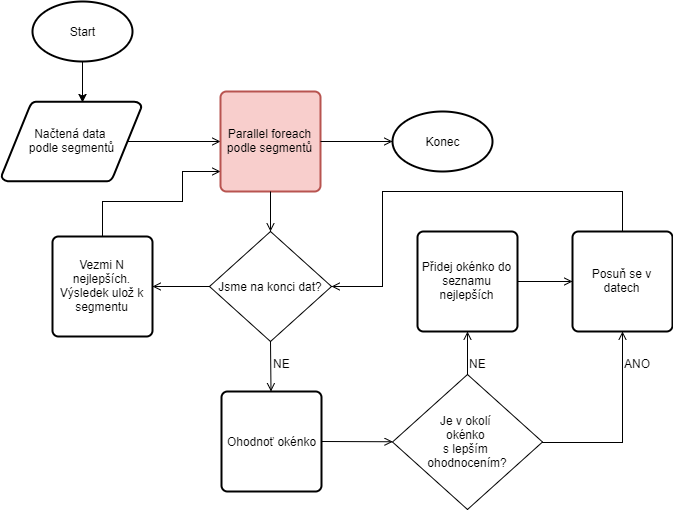 Start
Načtená data
podle segmentů
Parallel foreach
podle segmentů
Konec
Vezmi N
nejlepších.
Výsledek ulož k
segmentu
Jsme na konci dat?
Přidej okénko do
seznamu
nejlepších
Posuň se v
datech
NE
NE
ANO
Ohodnoť okénko
Je v okolí
okénko
s lepším
ohodnocením?